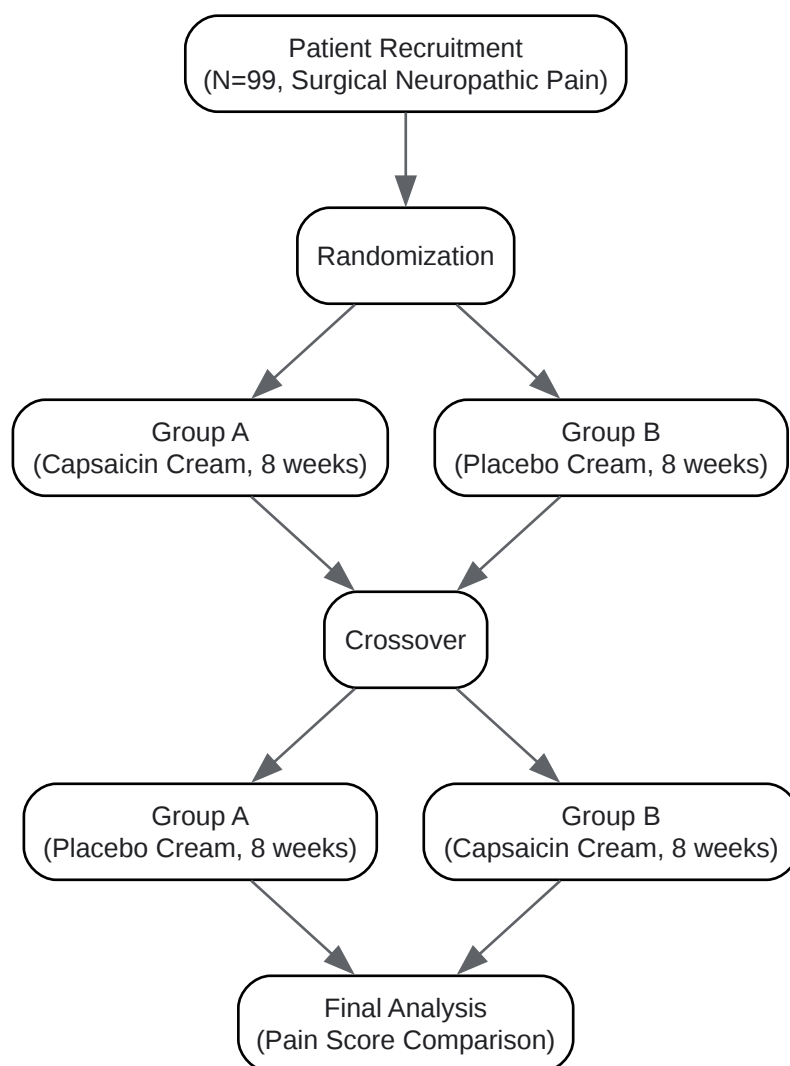 Patient Recruitment
(N=99, Surgical Neuropathic Pain)
Randomization
Group A
(Capsaicin Cream, 8 weeks)
Group B
(Placebo Cream, 8 weeks)
Crossover
Group A
(Placebo Cream, 8 weeks)
Group B
(Capsaicin Cream, 8 weeks)
Final Analysis
(Pain Score Comparison)